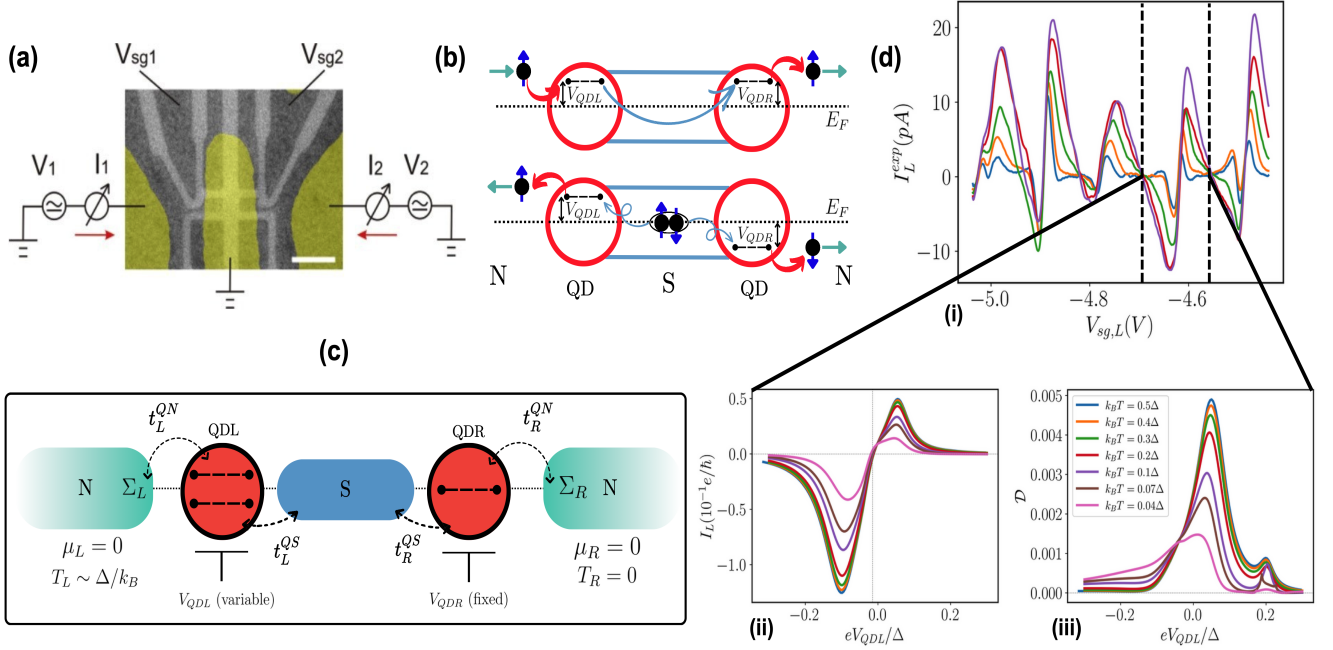 (a)
V_sg1
V_sg2
V_1
I_1
I_2
V_2
(b)
V_QDL
V_QDR
E_F
V_QDL
V_QDR
E_F
N
QD
S
QD
N
(c)
t_L^QN
QDL
QDR
t_R^QN
N
Σ_L
S
Σ_R
N
t_L^QS
t_R^QS
μ_L = 0
T_L ∼ Δ/k_B
μ_R = 0
T_R = 0
V_QDL (variable)
V_QDR (fixed)
(d)
I_L^exp(pA)
20
10
0
−10
−5.0
−4.8
−4.6
(i)
V_sg,L(V)
I_L(10^−1 e/ℏ)
0.5
0.0
−0.5
−1.0
−0.2
0.0
0.2
(ii)
eV_QDL/Δ
𝒟
0.005
0.004
0.003
0.002
0.001
0.000
k_BT = 0.5Δ
k_BT = 0.4Δ
k_BT = 0.3Δ
k_BT = 0.2Δ
k_BT = 0.1Δ
k_BT = 0.07Δ
k_BT = 0.04Δ
−0.2
0.0
0.2
(iii)
eV_QDL/Δ